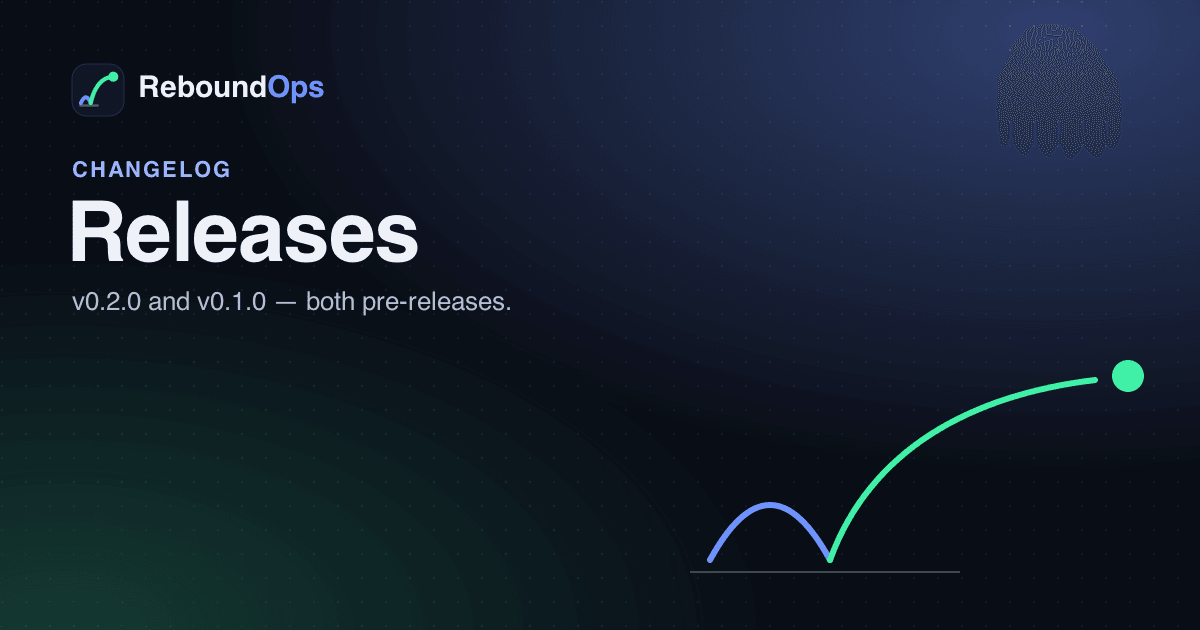 ReboundOps
CHANGELOG
Releases
v0.2.0 and v0.1.0 — both pre-releases.